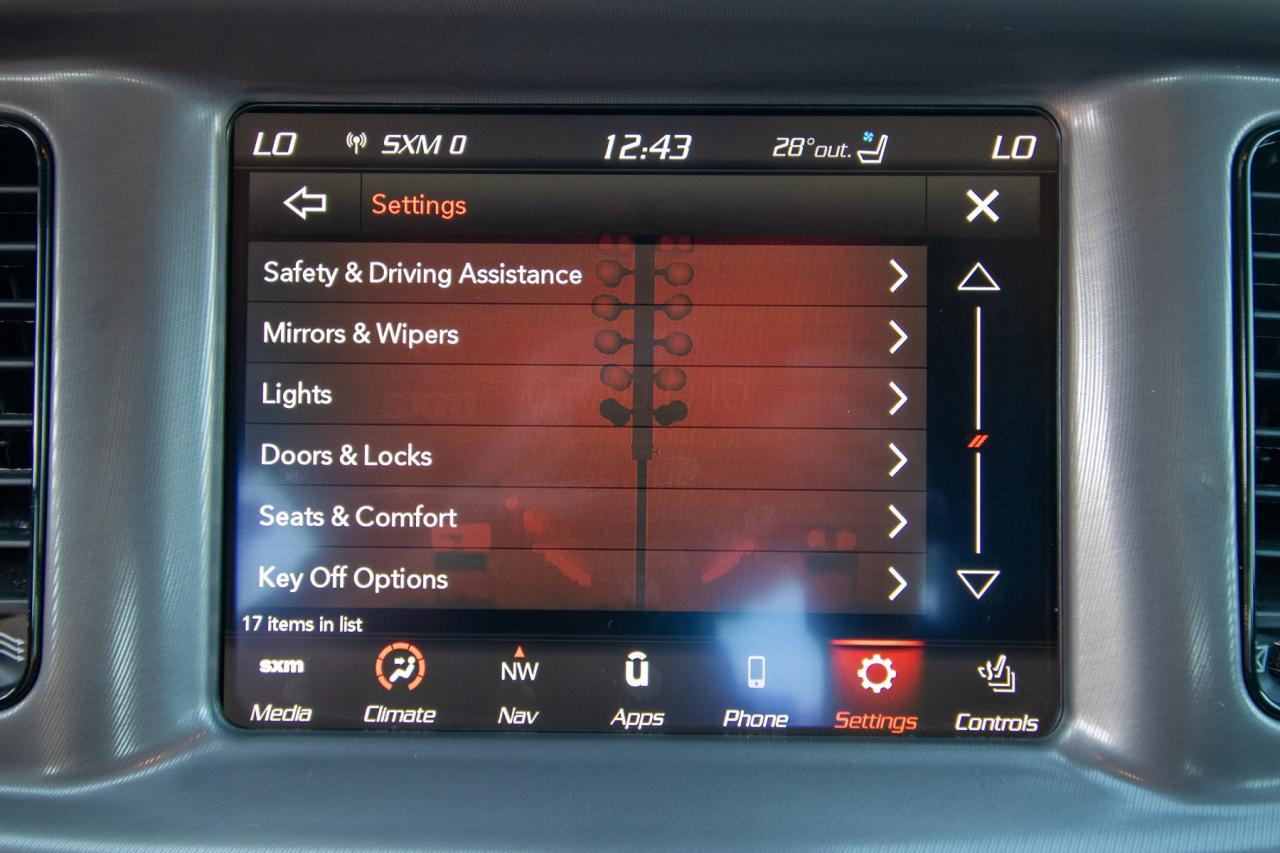 LO SXM 0 12:43 28°out. LO
Settings
Safety & Driving Assistance
Mirrors & Wipers
Lights
Doors & Locks
Seats & Comfort
Key Off Options
17 items in list
sxm NW u
Media Climate Nav Apps Phone Settings Controls